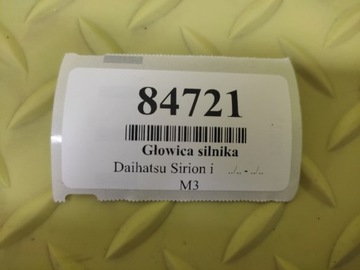 84721
Głowica silnika
Daihatsu Sirion i ../.. - ../..
M3